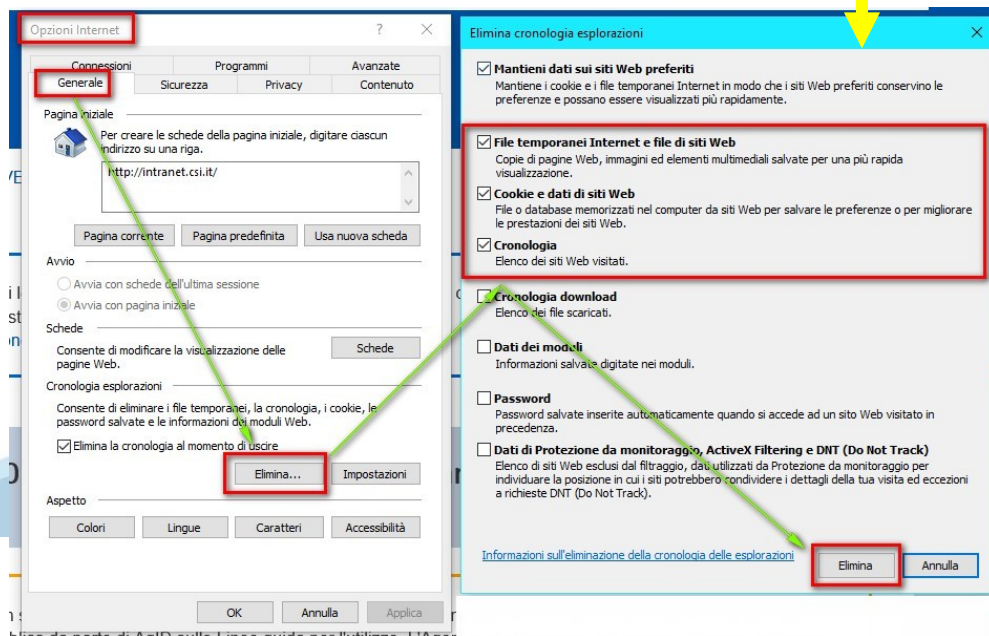 Opzioni Internet
Connessioni Programmi Avanzate
Generale Sicurezza Privacy Contenuto
Pagina iniziale
Per creare le schede della pagina iniziale, digitare ciascun
indirizzo su una riga.
http://intranet.csi.it/
Pagina corrente Pagina predefinita Usa nuova scheda
Avvio
Avvia con schede dell'ultima sessione
Avvia con pagina iniziale
Schede
Consente di modificare la visualizzazione delle
pagine Web.
Schede
Cronologia esplorazioni
Consente di eliminare i file temporanei, la cronologia, i cookie, le
password salvate e le informazioni dei moduli Web.
Elimina la cronologia al momento di uscire
Elimina... Impostazioni
Aspetto
Colori Lingue Caratteri Accessibilità
OK Annulla Applica
Elimina cronologia esplorazioni
Mantieni dati sui siti Web preferiti
Mantiene i cookie e i file temporanei Internet in modo che i siti Web preferiti conservino le
preferenze e possano essere visualizzati più rapidamente.
File temporanei Internet e file di siti Web
Copie di pagine Web, immagini ed elementi multimediali salvate per una più rapida
visualizzazione.
Cookie e dati di siti Web
File o database memorizzati nel computer da siti Web per salvare le preferenze o per migliorare
le prestazioni dei siti Web.
Cronologia
Elenco dei siti Web visitati.
Cronologia download
Elenco dei file scaricati.
Dati dei moduli
Informazioni salvate digitate nei moduli.
Password
Password salvate inserite automaticamente quando si accede ad un sito Web visitato in
precedenza.
Dati di Protezione da monitoraggio, ActiveX Filtering e DNT (Do Not Track)
Elenco di siti Web esclusi dal filtraggio, dati utilizzati da Protezione da monitoraggio per
individuare la posizione in cui i siti potrebbero condividere i dettagli della tua visita ed eccezioni
a richieste DNT (Do Not Track).
Informazioni sull'eliminazione della cronologia delle esplorazioni
Elimina Annulla